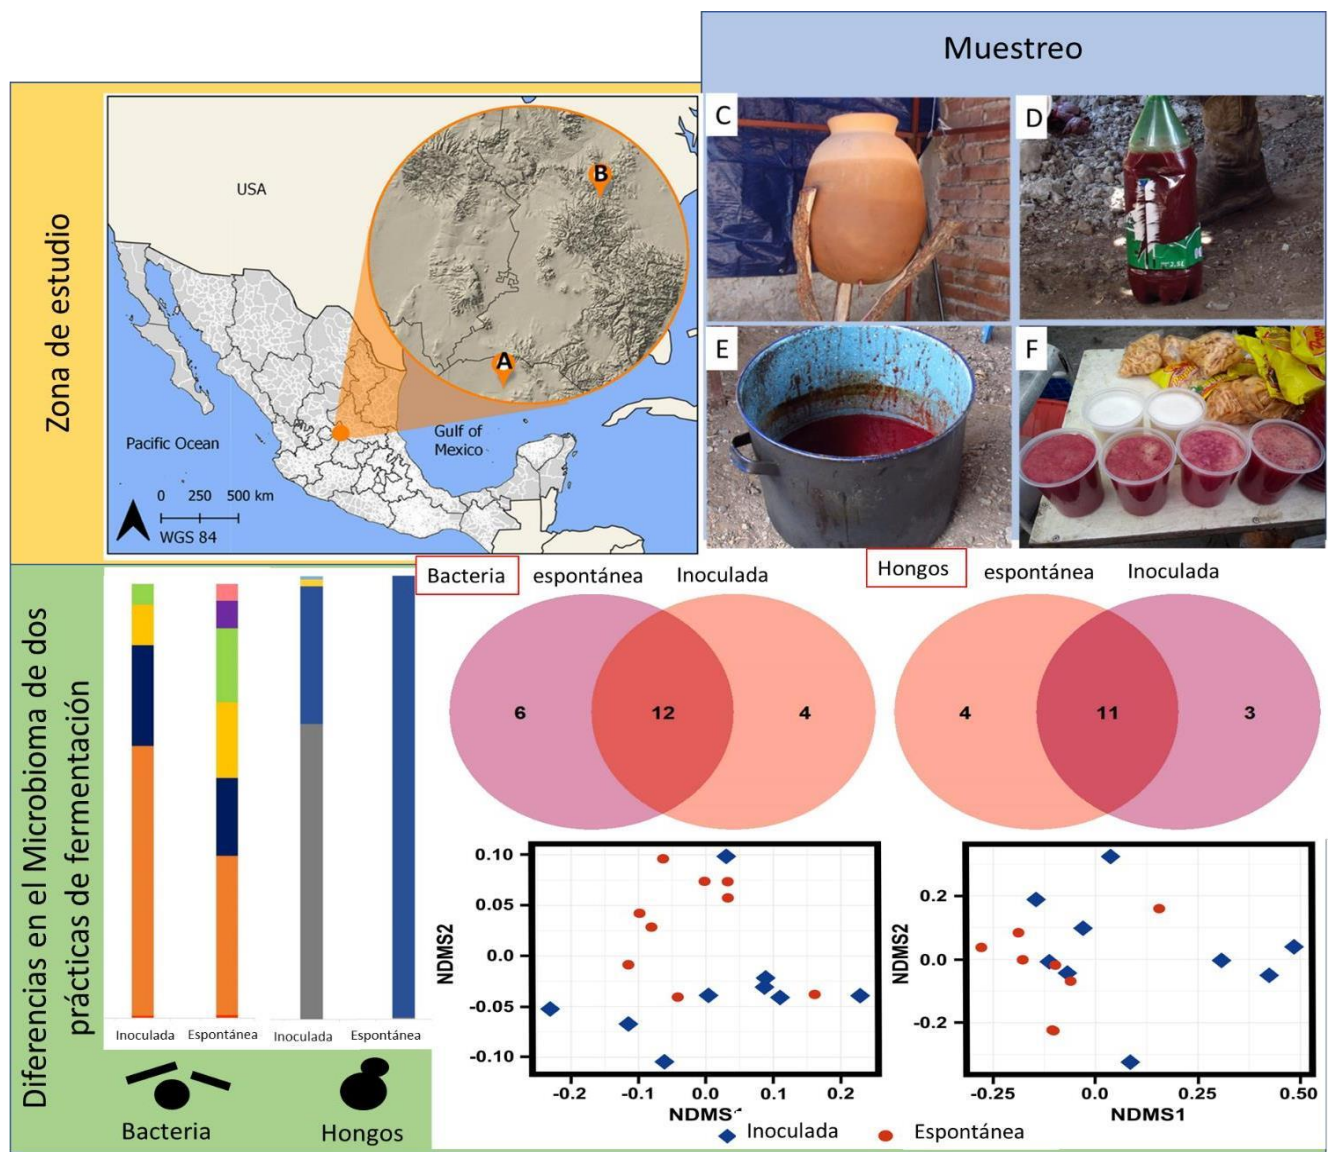 Muestreo
Zona de estudio
USA
Pacific Ocean
Gulf of
Mexico
0 250 500 km
WGS 84
A
B
C
D
E
F
Diferencias en el Microbioma de dos
prácticas de fermentación
Inoculada
Espontánea
Inoculada
Espontánea
Bacteria
Hongos
Bacteria espontánea Inoculada
6 12 4
Hongos espontánea Inoculada
4 11 3
NDMS2
0.10
0.05
0.0
-0.05
-0.10
-0.2 -0.1 0.0 0.1 0.2
NDMS1
NDMS2
0.2
0.0
-0.2
-0.25 0.0 0.25 0.50
NDMS1
Inoculada Espontánea